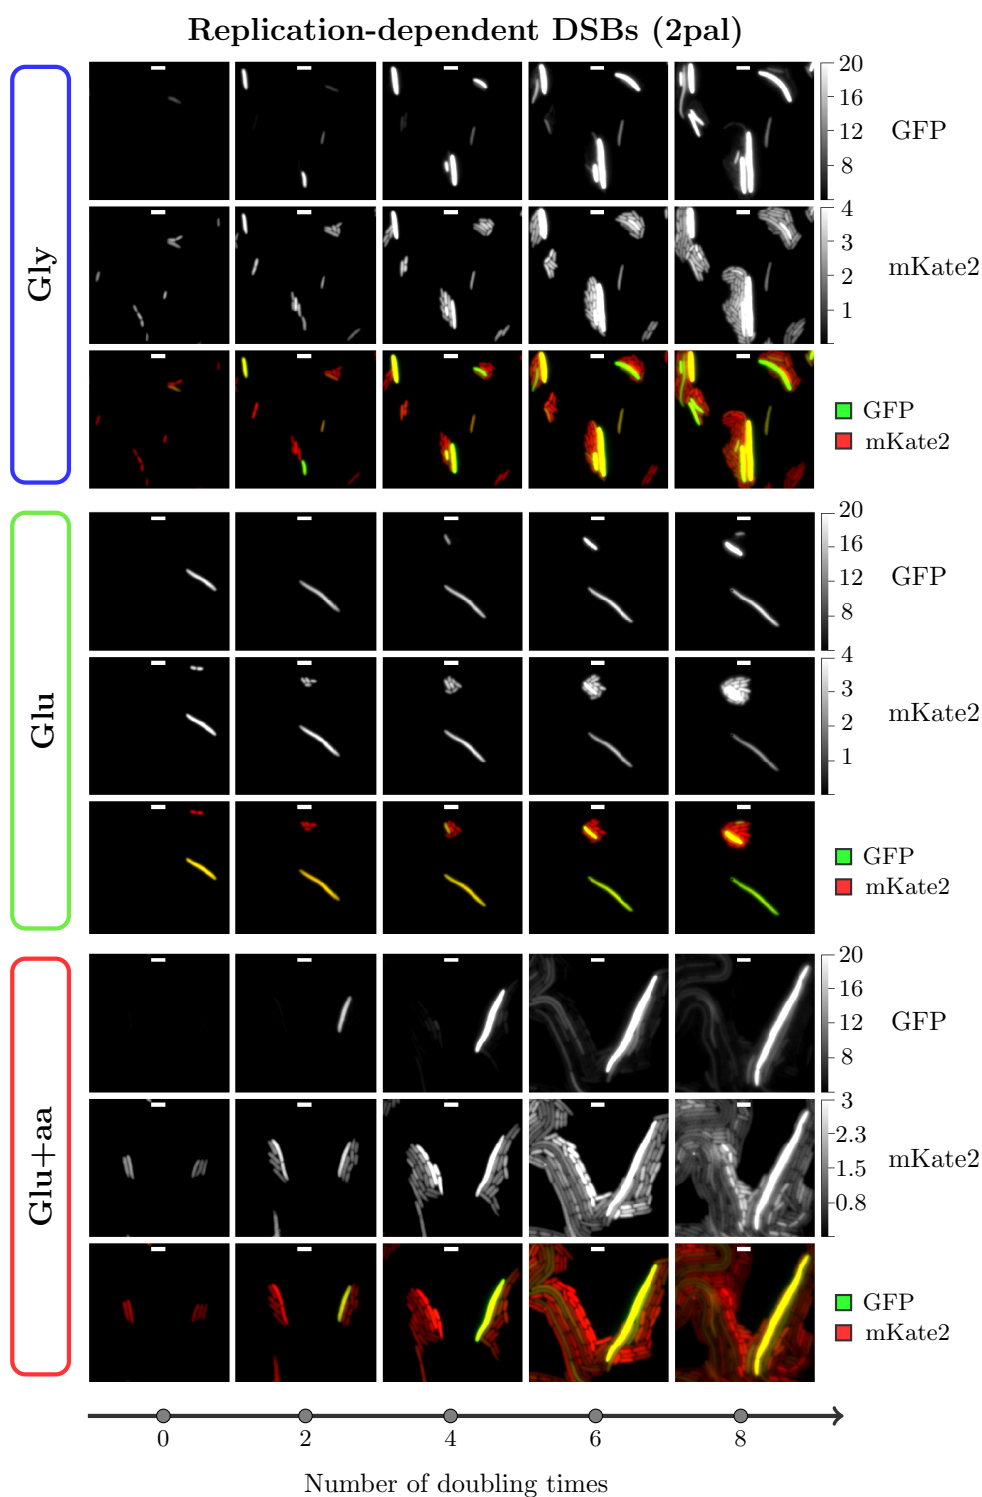 Replication-dependent DSBs (2pal)
Gly
20
16
12
8
GFP
4
3
2
1
mKate2
GFP
mKate2
Glu
20
16
12
8
GFP
4
3
2
1
mKate2
GFP
mKate2
Glu+aa
20
16
12
8
GFP
3
2.3
1.5
0.8
mKate2
GFP
mKate2
0 2 4 6 8
Number of doubling times